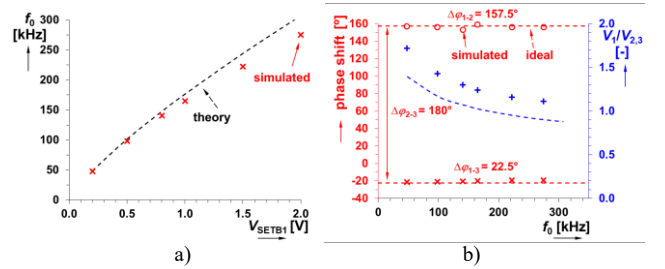 f₀
[kHz]
300
250
200
150
100
50
0
simulated
theory
0.0 0.5 1.0 1.5 2.0
V_SETB1 [V]
a)
b)
phase shift [º]
160
140
120
100
80
60
40
20
0
-20
-40
Δφ₁₋₂ = 157.5°
simulated
ideal
Δφ₂₋₃ = 180°
Δφ₁₋₃ = 22.5°
V₁/V₂,₃
[-]
2.0
1.5
1.0
0.5
0.0
0 100 200 300
f₀ [kHz]
b)